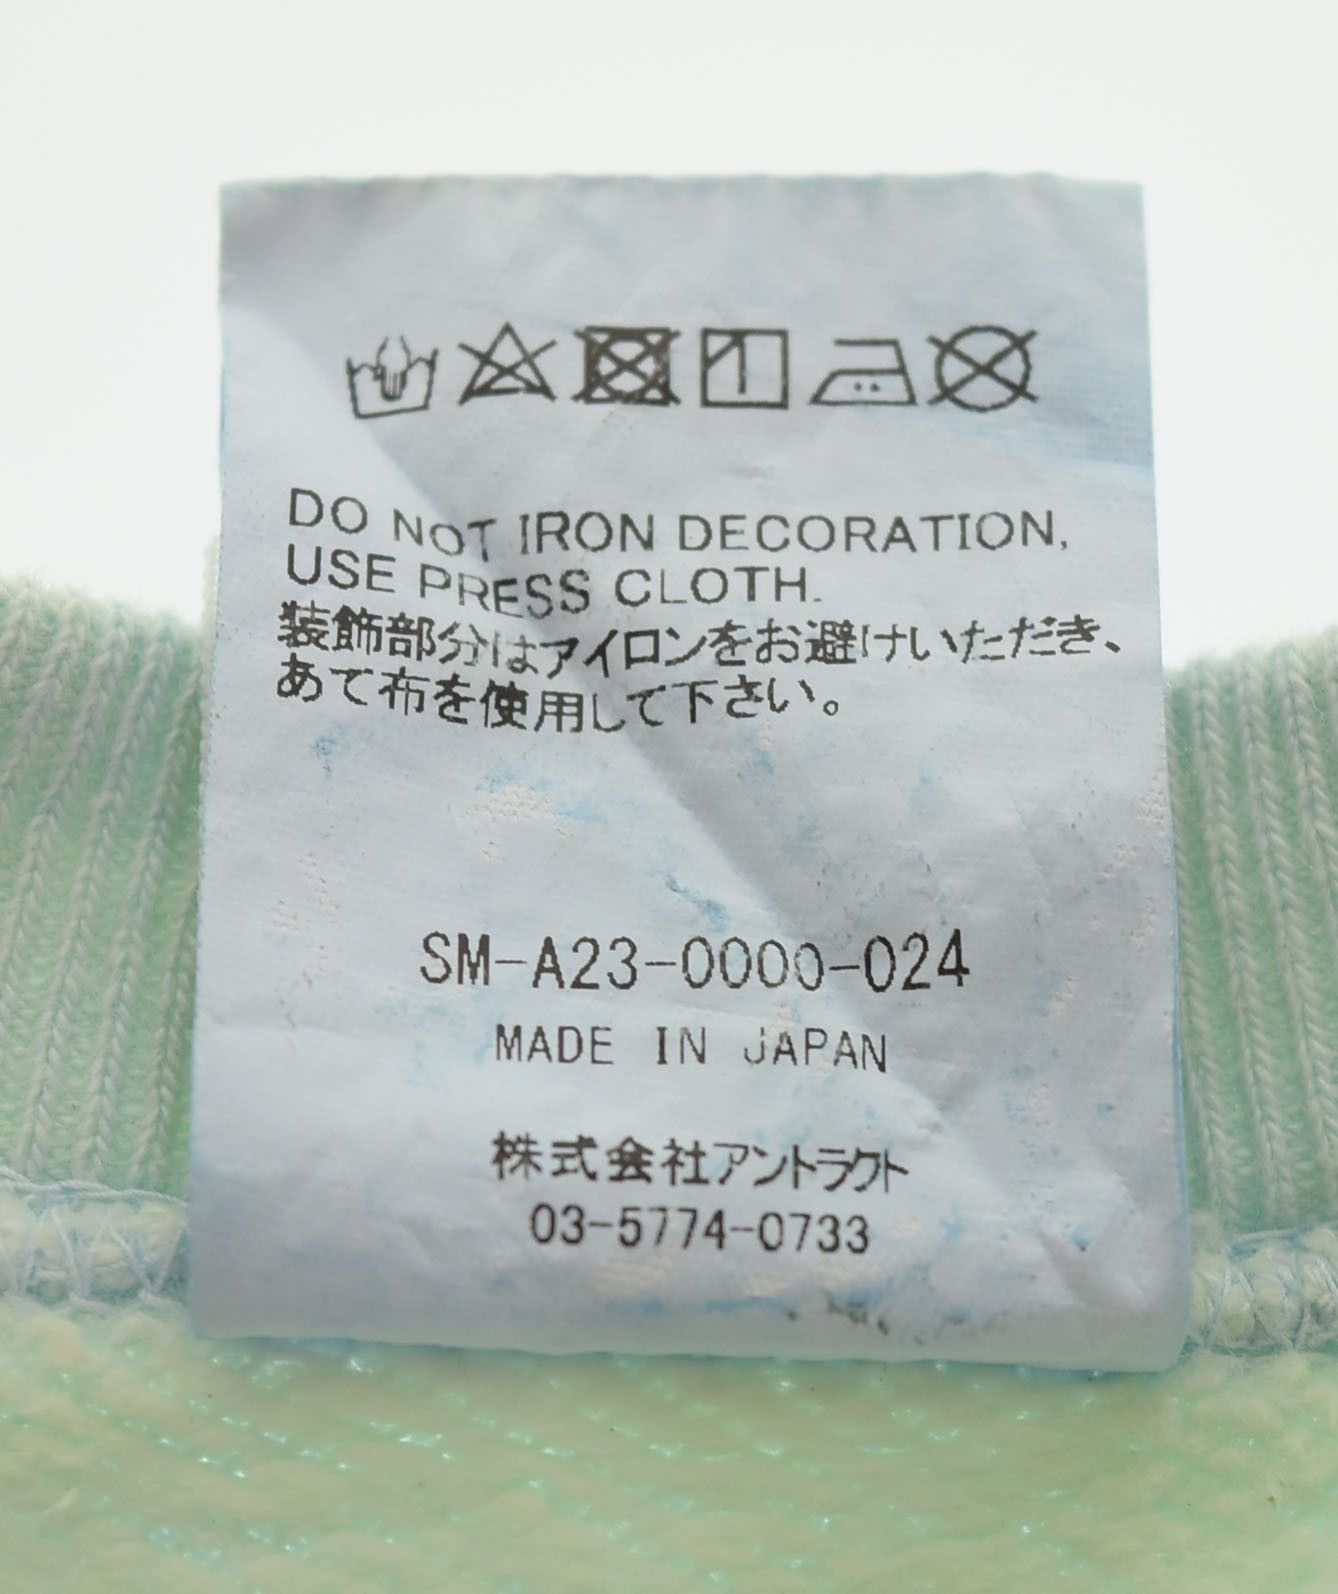 DO NOT IRON DECORATION,
USE PRESS CLOTH.
装飾部分はアイロンをお避けいただき、
あて布を使用して下さい。
SM-A23-0000-024
MADE IN JAPAN
株式会社アントラクト
03-5774-0733